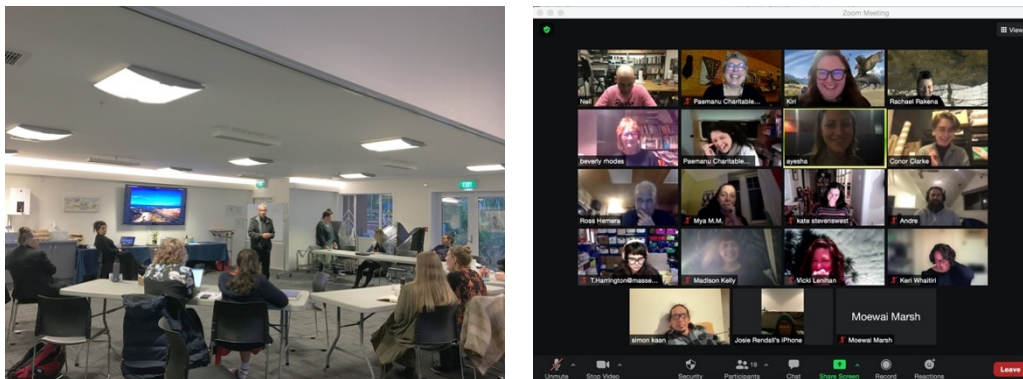 EXIT
EXIT
Zoom Meeting
View
Neil
Paemanu Charitable...
Kiri
Rachael Rakena
beverly rhodes
Paemanu Charitable...
ayesha
Conor Clarke
Ross Hemera
Mya M.M.
kate stevenswest
Andre
T.Harrington@masse...
Madison Kelly
Vicki Lenihan
Keri Whaitiri
simon kaan
Josie Rendall's iPhone
Moewai Marsh
Moewai Marsh
Unmute
Stop Video
Security
Participants
19
Chat
Share Screen
Record
Reactions
Leave